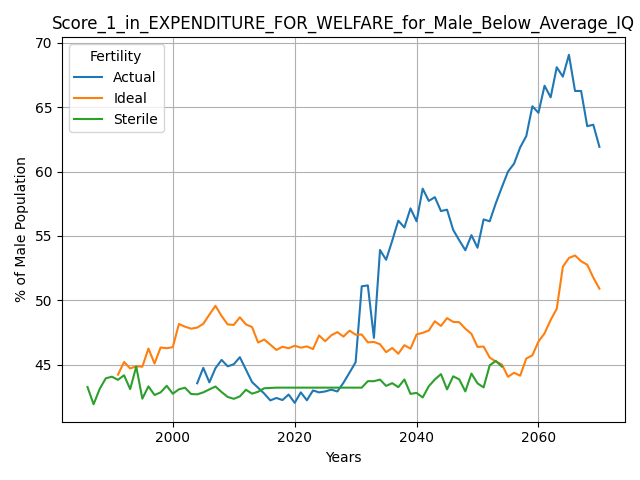 Score_1_in_EXPENDITURE_FOR_WELFARE_for_Male_Below_Average_IQ
Fertility
Actual
Ideal
Sterile
70
65
60
55
50
45
% of Male Population
2000
2020
2040
2060
Years